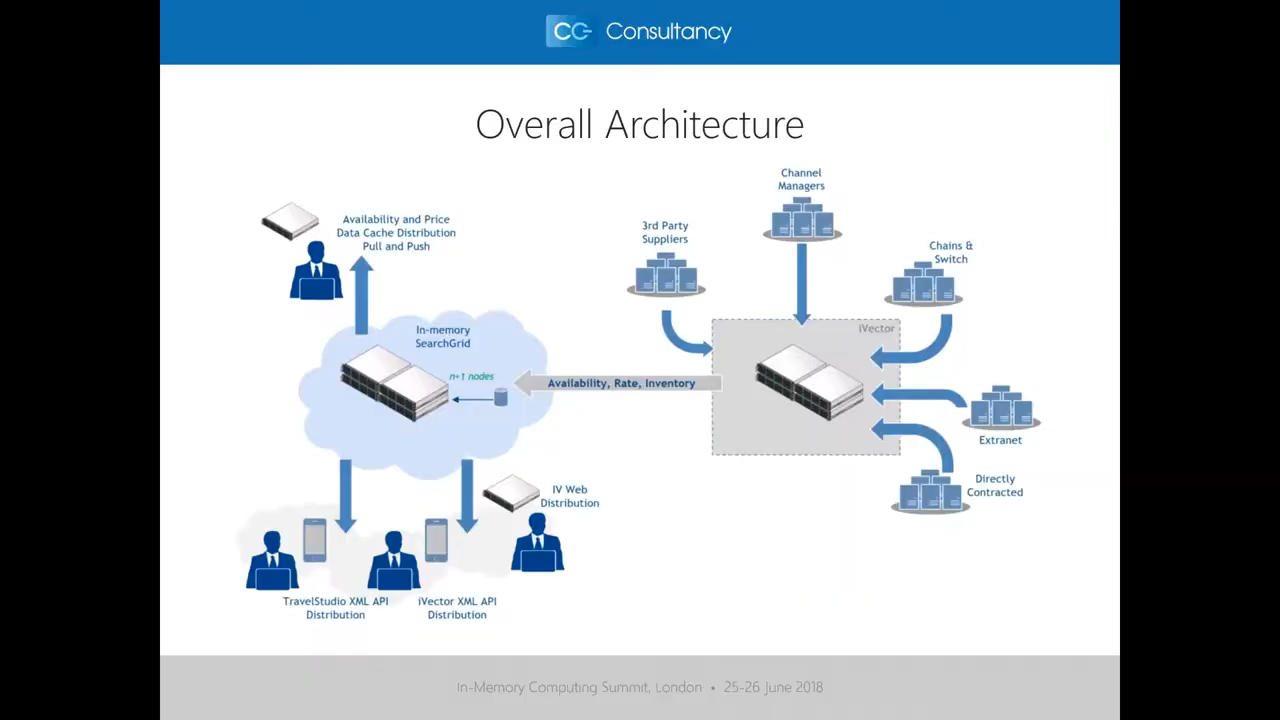 CG Consultancy
Overall Architecture
Channel
Managers
Availability and Price
Data Cache Distribution
Pull and Push
3rd Party
Suppliers
Chains &
Switch
In-memory
SearchGrid
iVector
n+1 nodes
Availability, Rate, Inventory
Extranet
Directly
Contracted
IV Web
Distribution
TravelStudio XML API
Distribution
iVector XML API
Distribution
In-Memory Computing Summit, London • 25-26 June 2018